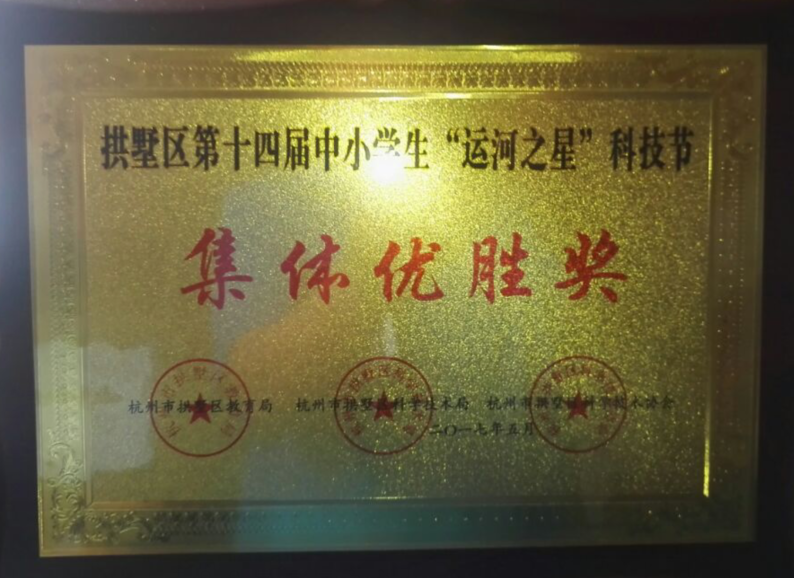 拱墅区第十四届中小学生“运河之星”科技节
集体优胜奖
杭州市拱墅区教育局 杭州市拱墅区科学技术局 杭州市拱墅区科学技术协会
二〇一七年五月